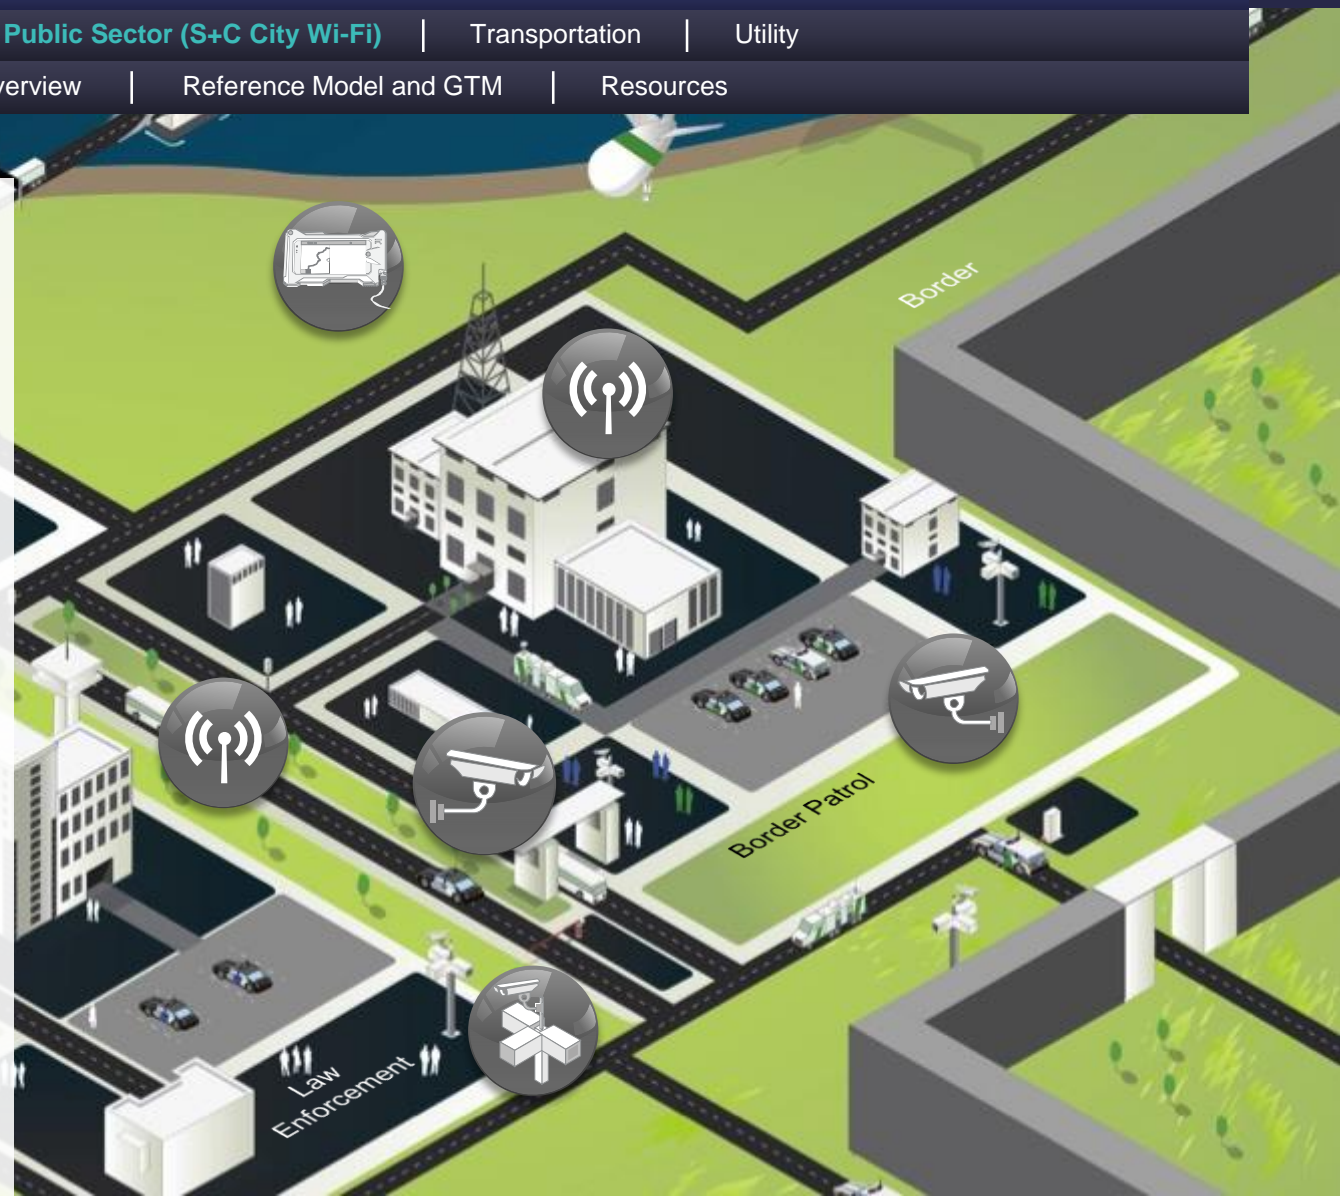 Public Sector (S+C City Wi-Fi) | Transportation | Utility
verview | Reference Model and GTM | Resources
Border
Border Patrol
Law
Enforcement